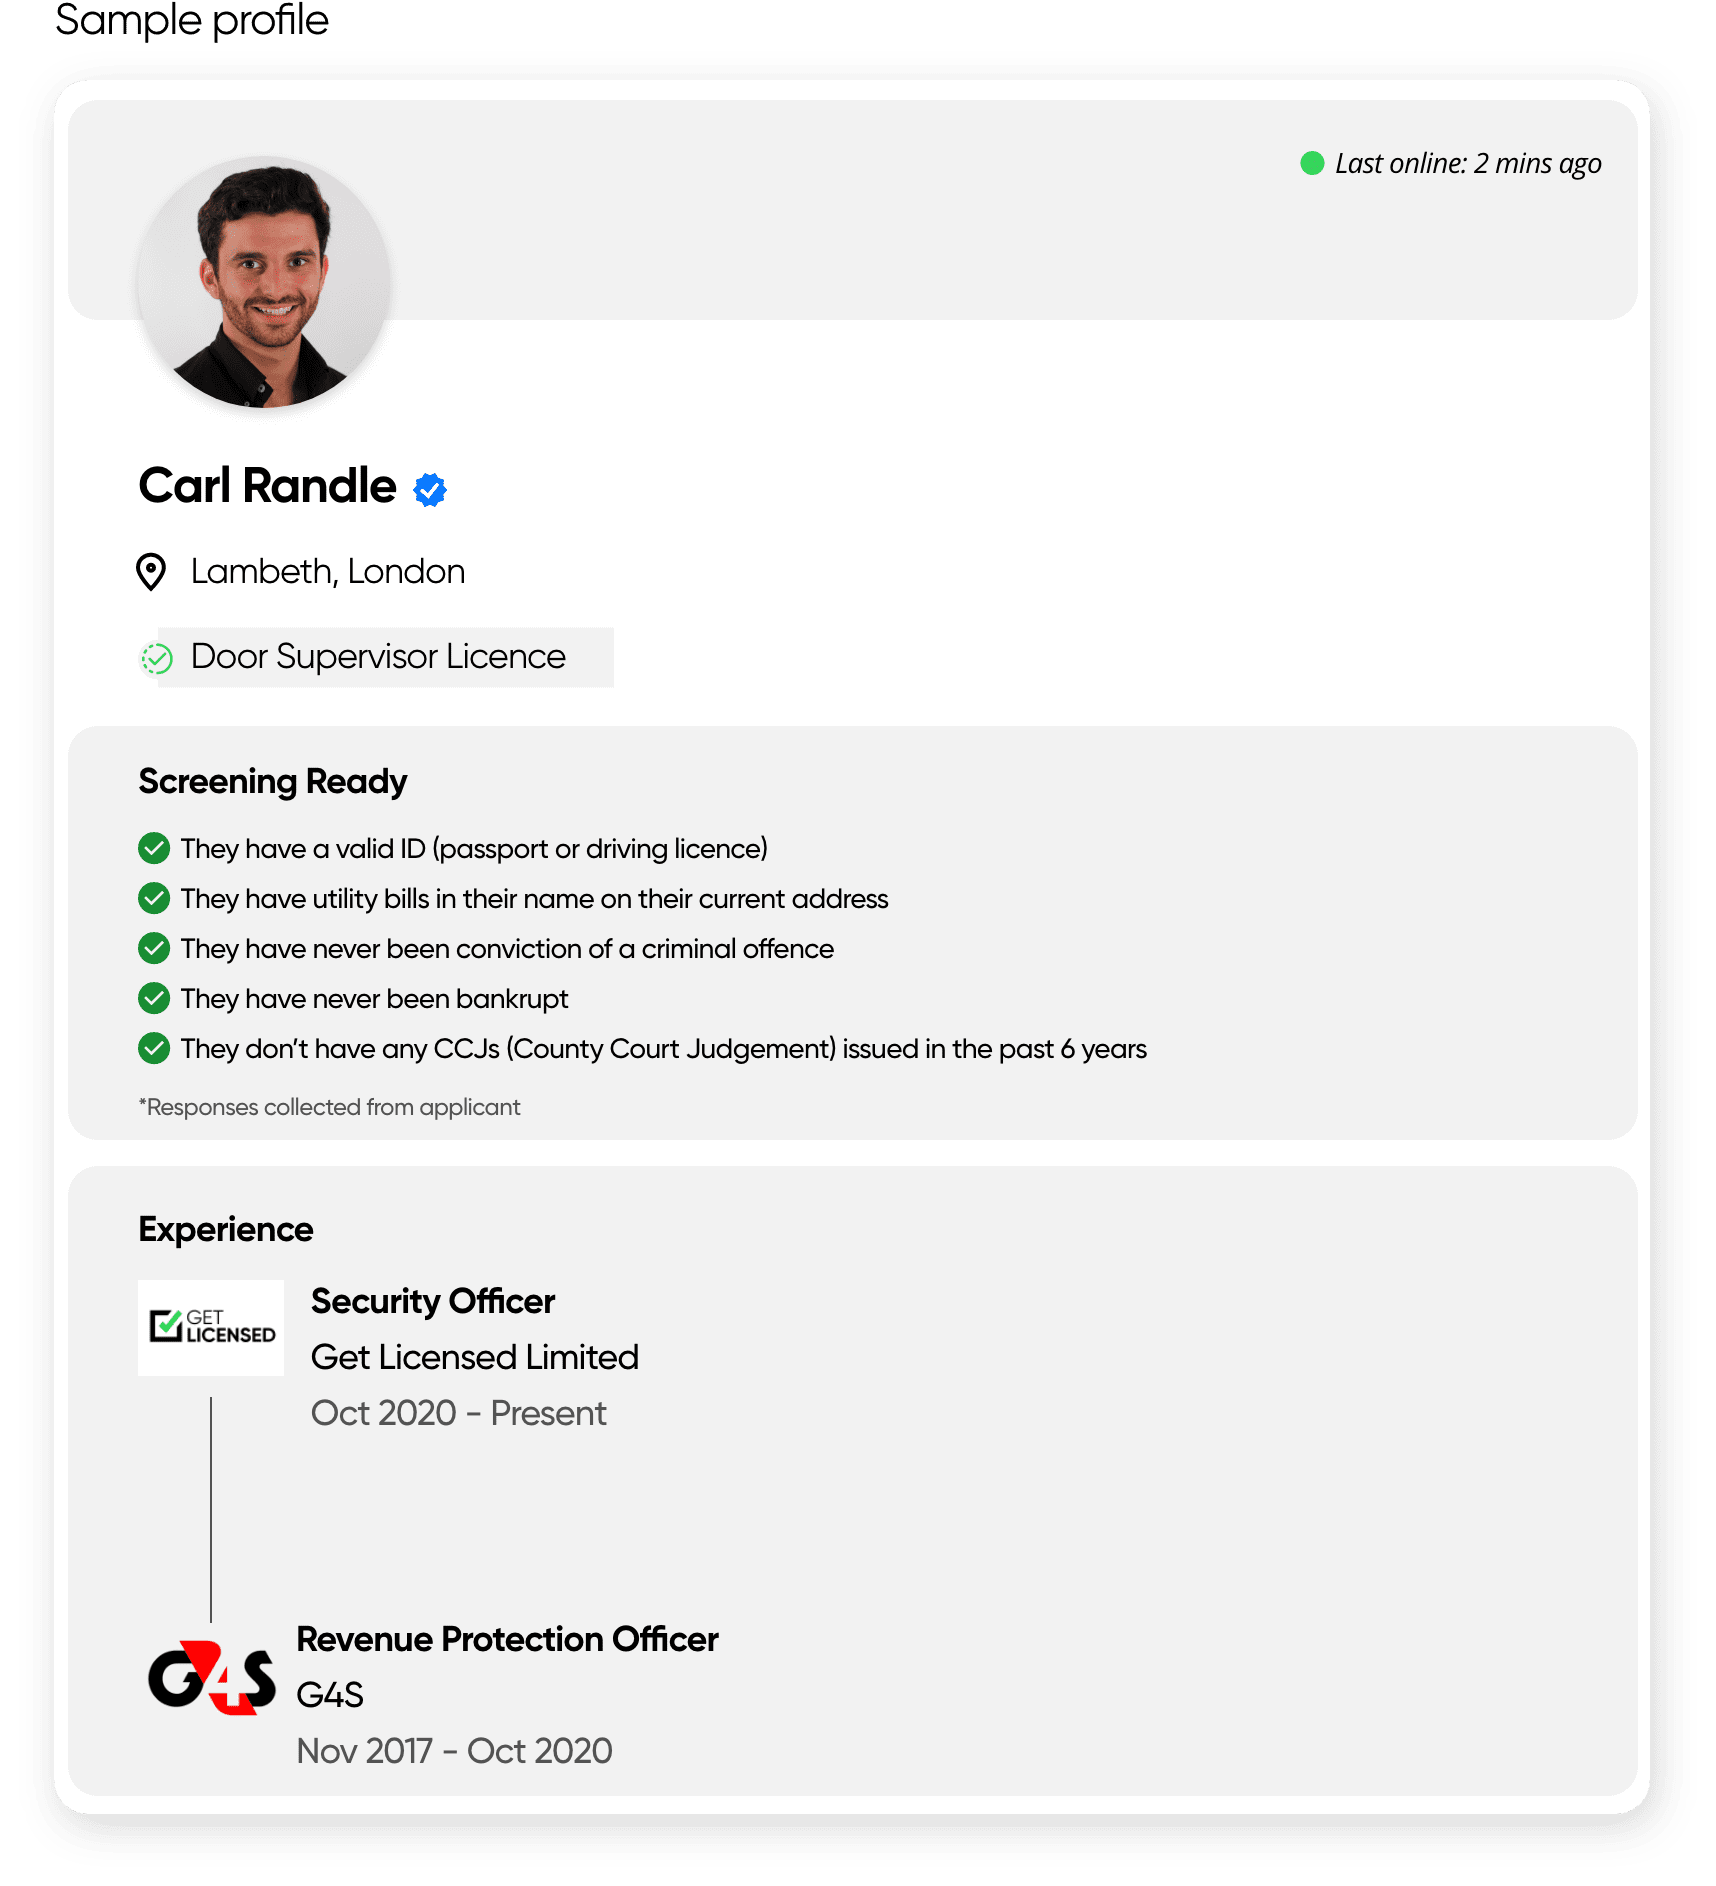 Sample profile
Last online: 2 mins ago
Carl Randle
Lambeth, London
Door Supervisor Licence
Screening Ready
They have a valid ID (passport or driving licence)
They have utility bills in their name on their current address
They have never been conviction of a criminal offence
They have never been bankrupt
They don’t have any CCJs (County Court Judgement) issued in the past 6 years
*Responses collected from applicant
Experience
GET
LICENSED
Security Officer
Get Licensed Limited
Oct 2020 - Present
G4S
Revenue Protection Officer
G4S
Nov 2017 - Oct 2020